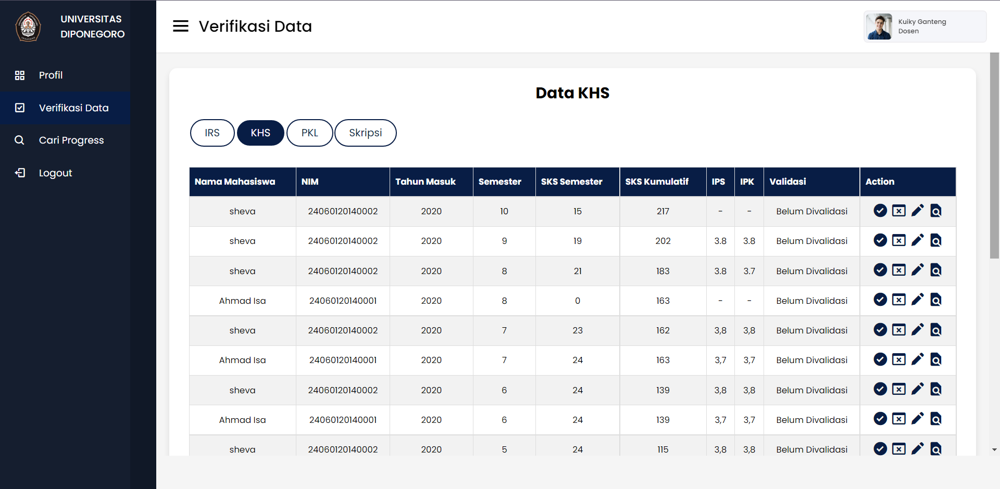 UNIVERSITAS
DIPONEGORO
Profil
Verifikasi Data
Cari Progress
Logout
Verifikasi Data
Kuiky Ganteng
Dosen
Data KHS
IRS KHS PKL Skripsi
Nama Mahasiswa NIM Tahun Masuk Semester SKS Semester SKS Kumulatif IPS IPK Validasi Action
sheva 24060120140002 2020 10 15 217 - - Belum Divalidasi
sheva 24060120140002 2020 9 19 202 3.8 3.8 Belum Divalidasi
sheva 24060120140002 2020 8 21 183 3.8 3.7 Belum Divalidasi
Ahmad Isa 24060120140001 2020 8 0 163 - - Belum Divalidasi
sheva 24060120140002 2020 7 23 162 3,8 3,8 Belum Divalidasi
Ahmad Isa 24060120140001 2020 7 24 163 3,7 3,7 Belum Divalidasi
sheva 24060120140002 2020 6 24 139 3,8 3,8 Belum Divalidasi
Ahmad Isa 24060120140001 2020 6 24 139 3,7 3,7 Belum Divalidasi
sheva 24060120140002 2020 5 24 115 3,8 3,8 Belum Divalidasi